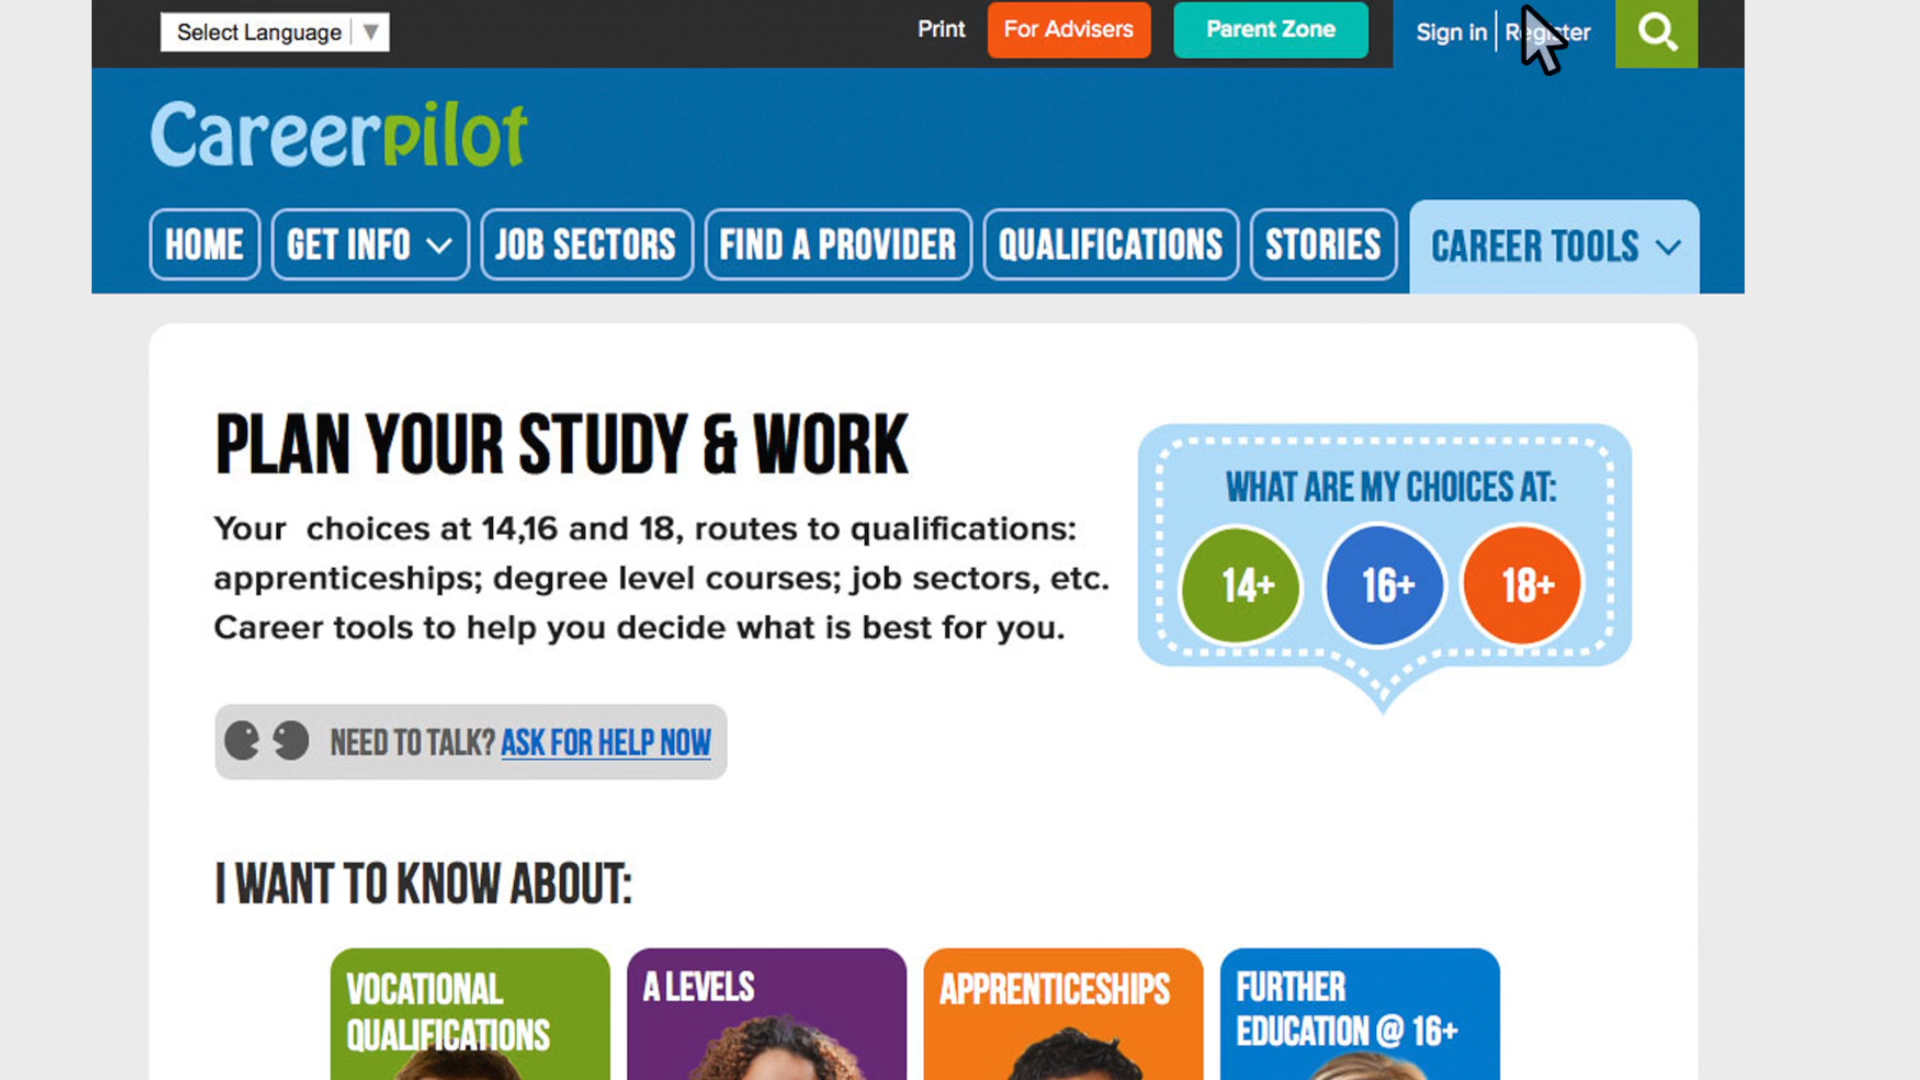 Select Language ▼
Print
For Advisers
Parent Zone
Sign in
Register
Careerpilot
HOME
GET INFO
JOB SECTORS
FIND A PROVIDER
QUALIFICATIONS
STORIES
CAREER TOOLS
PLAN YOUR STUDY & WORK
Your choices at 14,16 and 18, routes to qualifications:
apprenticeships; degree level courses; job sectors, etc.
Career tools to help you decide what is best for you.
WHAT ARE MY CHOICES AT:
14+
16+
18+
NEED TO TALK? ASK FOR HELP NOW
I WANT TO KNOW ABOUT:
VOCATIONAL
QUALIFICATIONS
A LEVELS
APPRENTICESHIPS
FURTHER
EDUCATION @ 16+